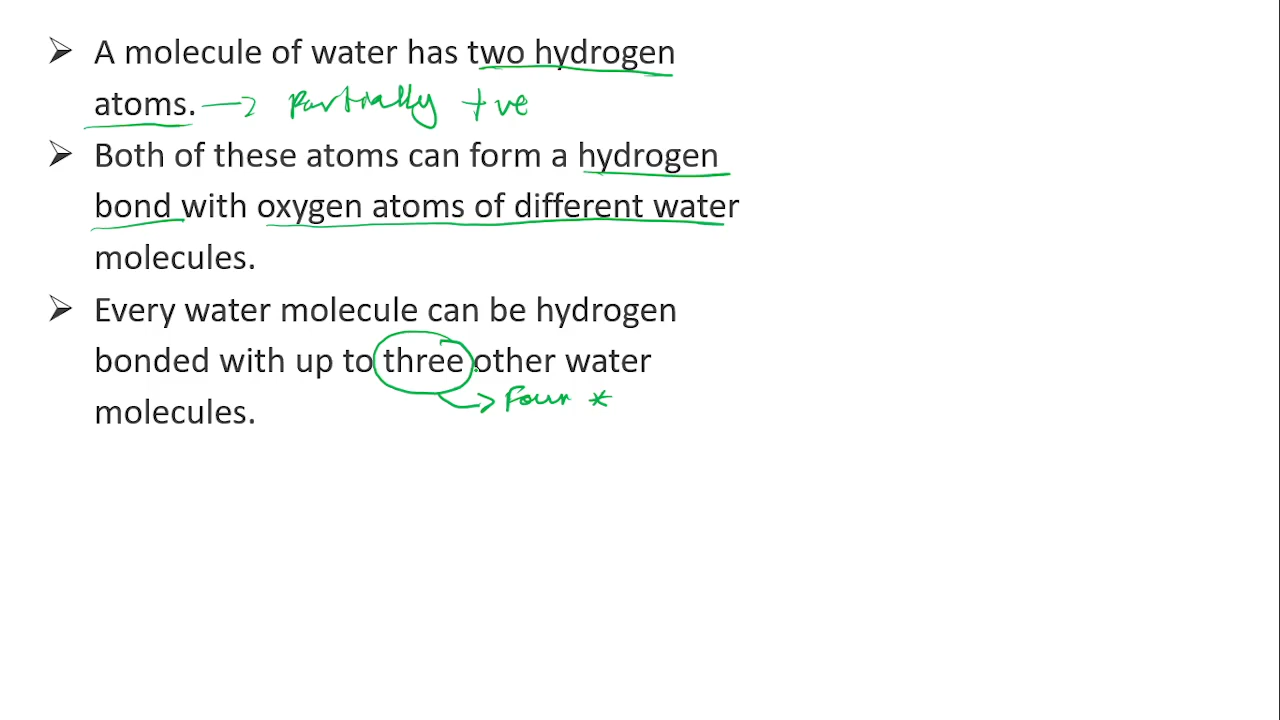 ➢ A molecule of water has two hydrogen
atoms. → Partially +ve
➢ Both of these atoms can form a hydrogen
bond with oxygen atoms of different water
molecules.
➢ Every water molecule can be hydrogen
bonded with up to three other water
→ Four *
molecules.